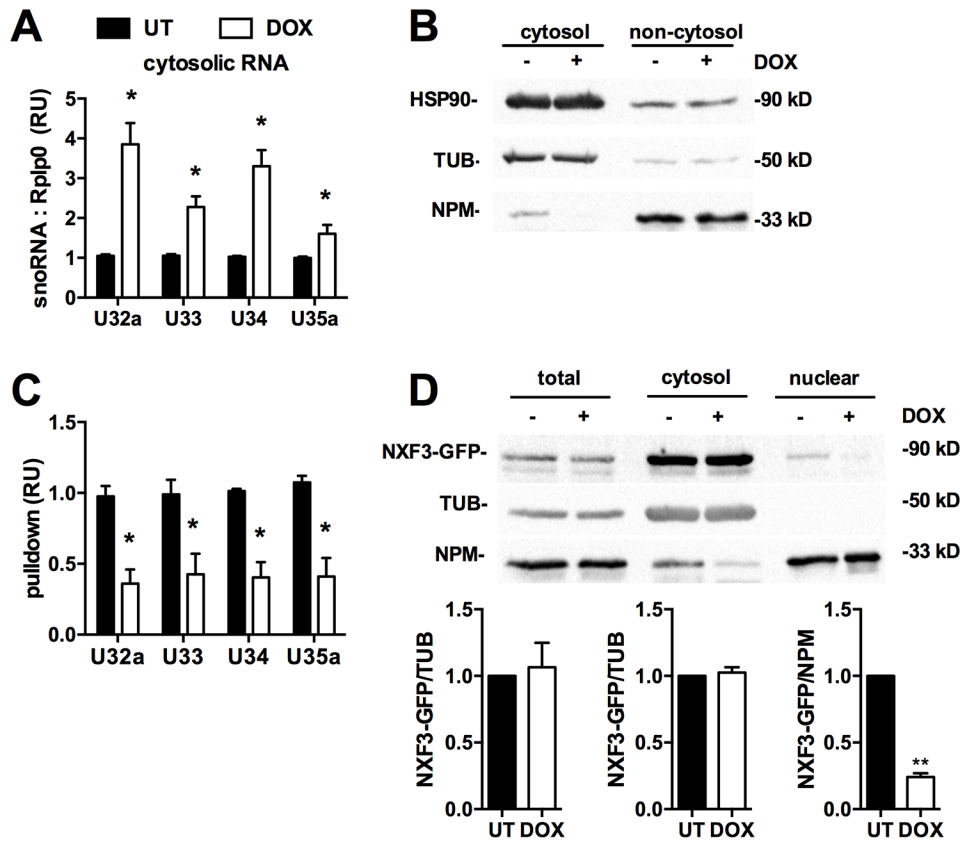 A
UT
DOX
cytosolic RNA
snoRNA : Rplp0 (RU)
5
4
3
2
1
0
*
*
*
*
U32a
U33
U34
U35a
B
cytosol
non-cytosol
-
+
-
+
DOX
HSP90-
-90 kD
TUB-
-50 kD
NPM-
-33 kD
C
pulldown (RU)
1.5
1.0
0.5
0.0
*
*
*
*
U32a
U33
U34
U35a
D
total
cytosol
nuclear
-
+
-
+
-
+
DOX
NXF3-GFP-
-90 kD
TUB-
-50 kD
NPM-
-33 kD
NXF3-GFP/TUB
1.5
1.0
0.5
0.0
UT DOX
NXF3-GFP/TUB
1.5
1.0
0.5
0.0
UT DOX
NXF3-GFP/NPM
1.5
1.0
0.5
0.0
**
UT DOX